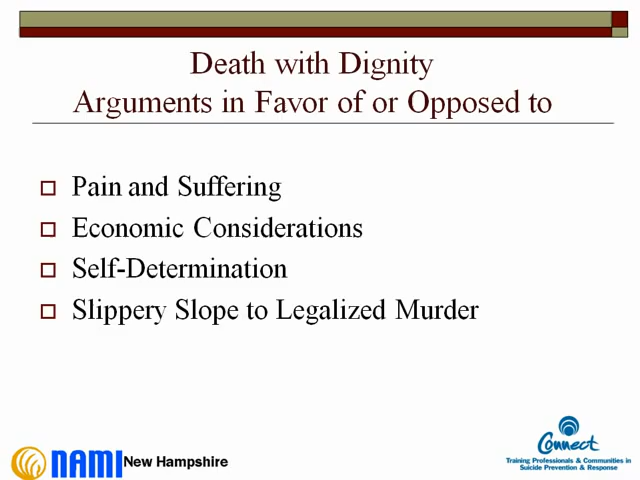 Death with Dignity
Arguments in Favor of or Opposed to
Pain and Suffering
Economic Considerations
Self-Determination
Slippery Slope to Legalized Murder
NAMI New Hampshire
Connect
Training Professionals & Communities in
Suicide Prevention & Response